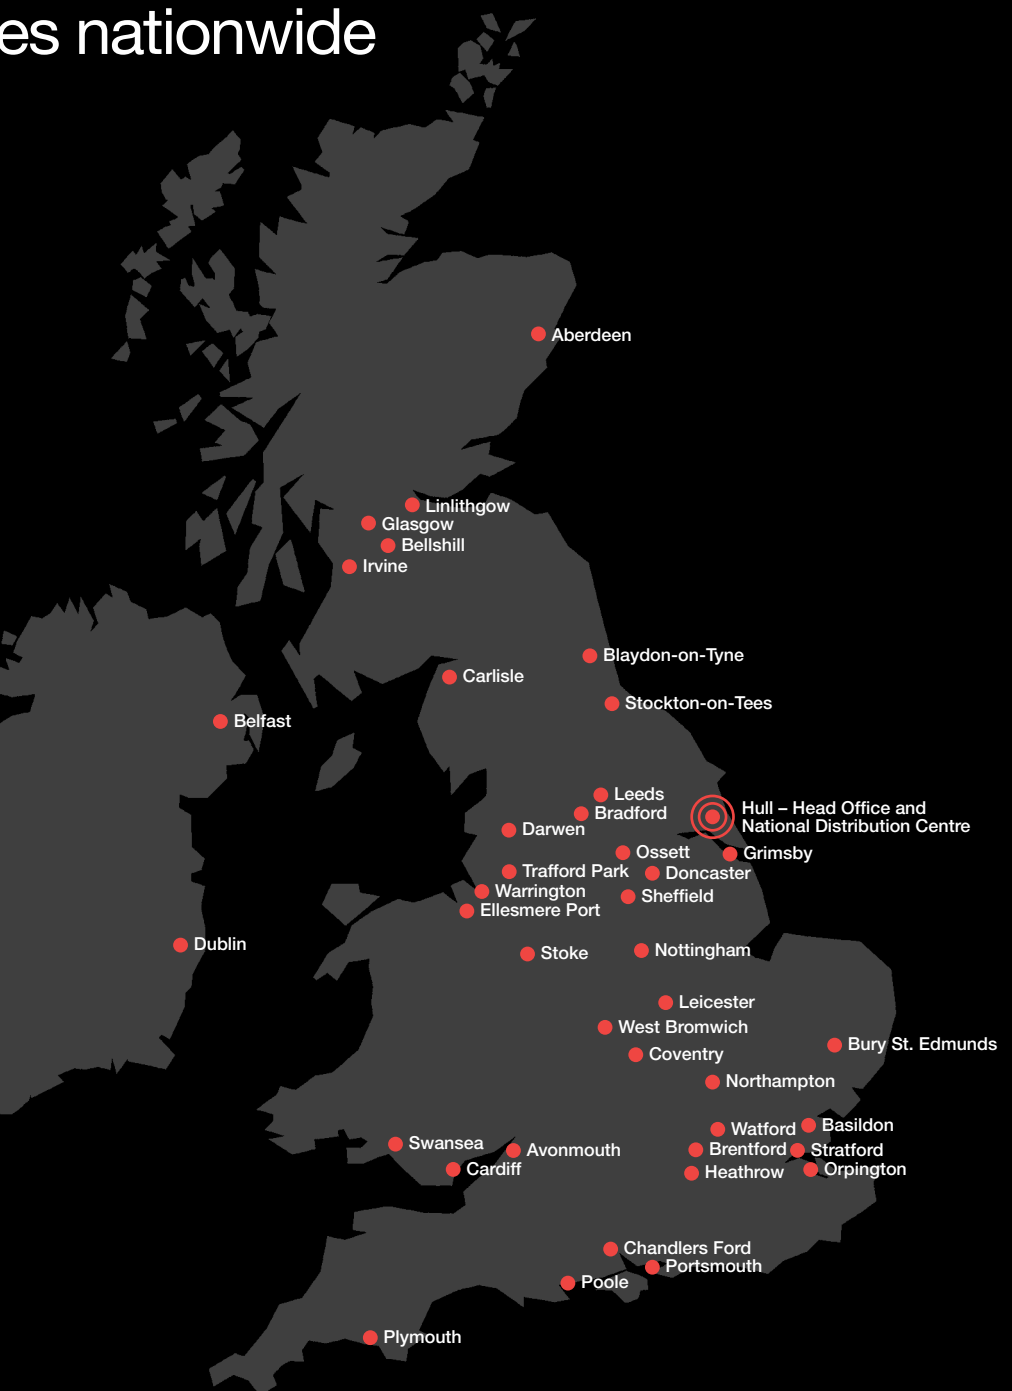 es nationwide
Aberdeen
Linlithgow
Glasgow
Bellshill
Irvine
Blaydon-on-Tyne
Carlisle
Stockton-on-Tees
Belfast
Leeds
Hull – Head Office and
National Distribution Centre
Bradford
Darwen
Ossett
Grimsby
Trafford Park
Doncaster
Warrington
Sheffield
Ellesmere Port
Dublin
Stoke
Nottingham
Leicester
West Bromwich
Bury St. Edmunds
Coventry
Northampton
Basildon
Watford
Swansea
Avonmouth
Brentford
Stratford
Cardiff
Heathrow
Orpington
Chandlers Ford
Portsmouth
Poole
Plymouth